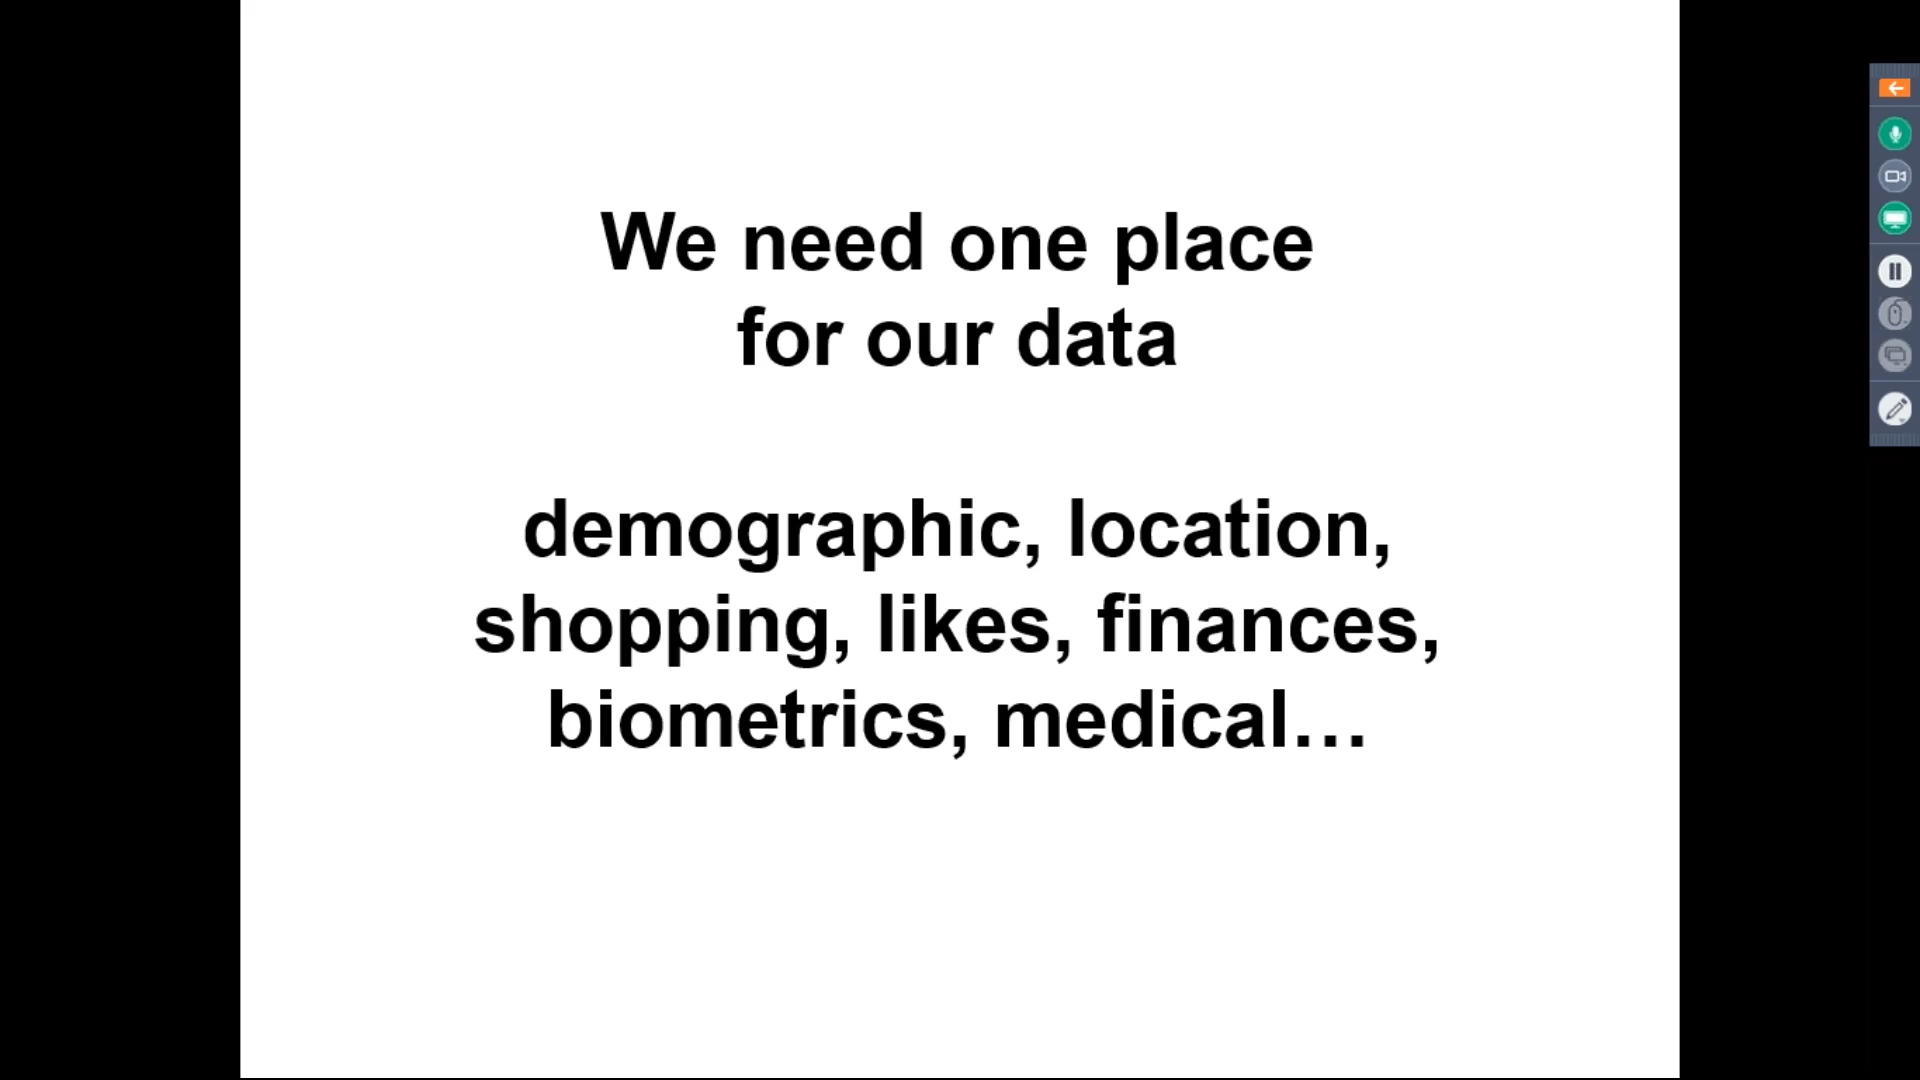 We need one place
for our data
demographic, location,
shopping, likes, finances,
biometrics, medical…